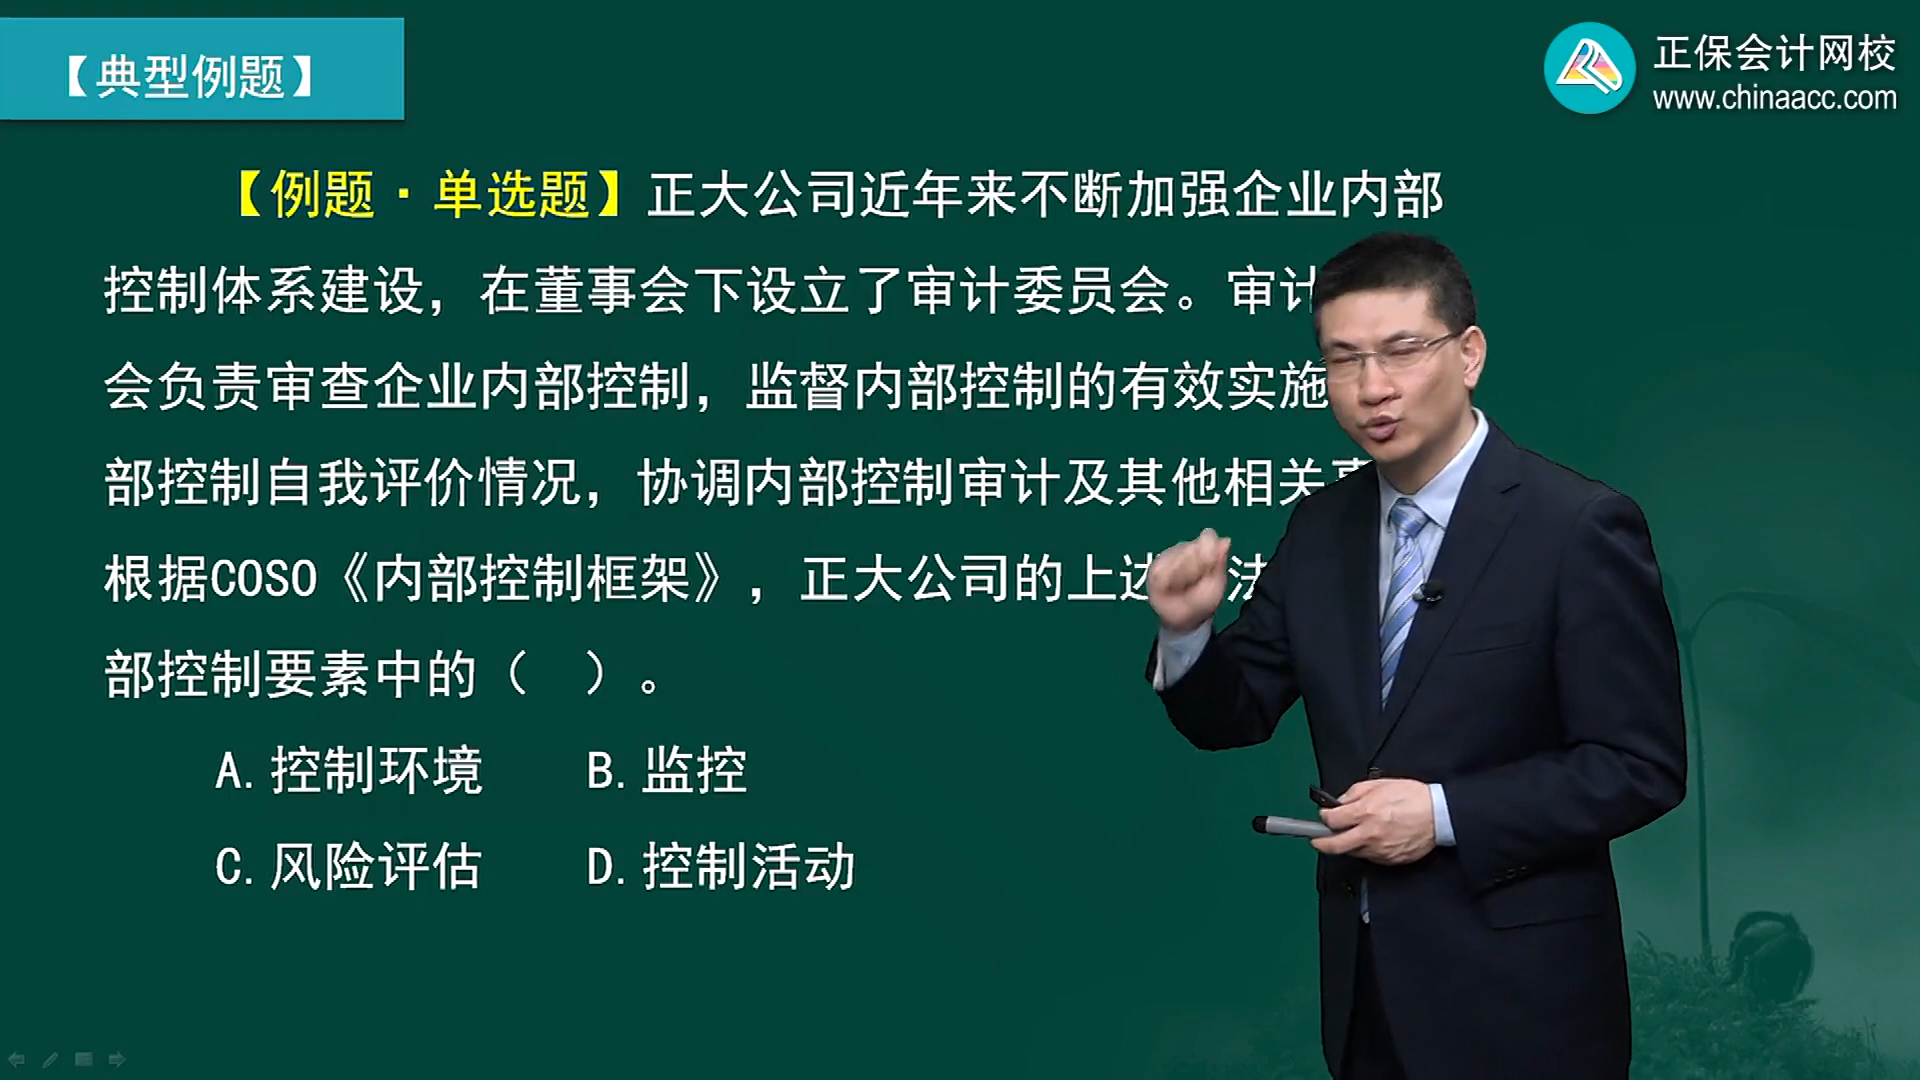 【典型例题】
正保会计网校
www.chinaacc.com
【例题·单选题】正大公司近年来不断加强企业内部
控制体系建设，在董事会下设立了审计委员会。审计
会负责审查企业内部控制，监督内部控制的有效实施
部控制自我评价情况，协调内部控制审计及其他相关
根据COSO《内部控制框架》，正大公司的上述 法
部控制要素中的（ ）。
A.控制环境 B.监控
C.风险评估 D.控制活动